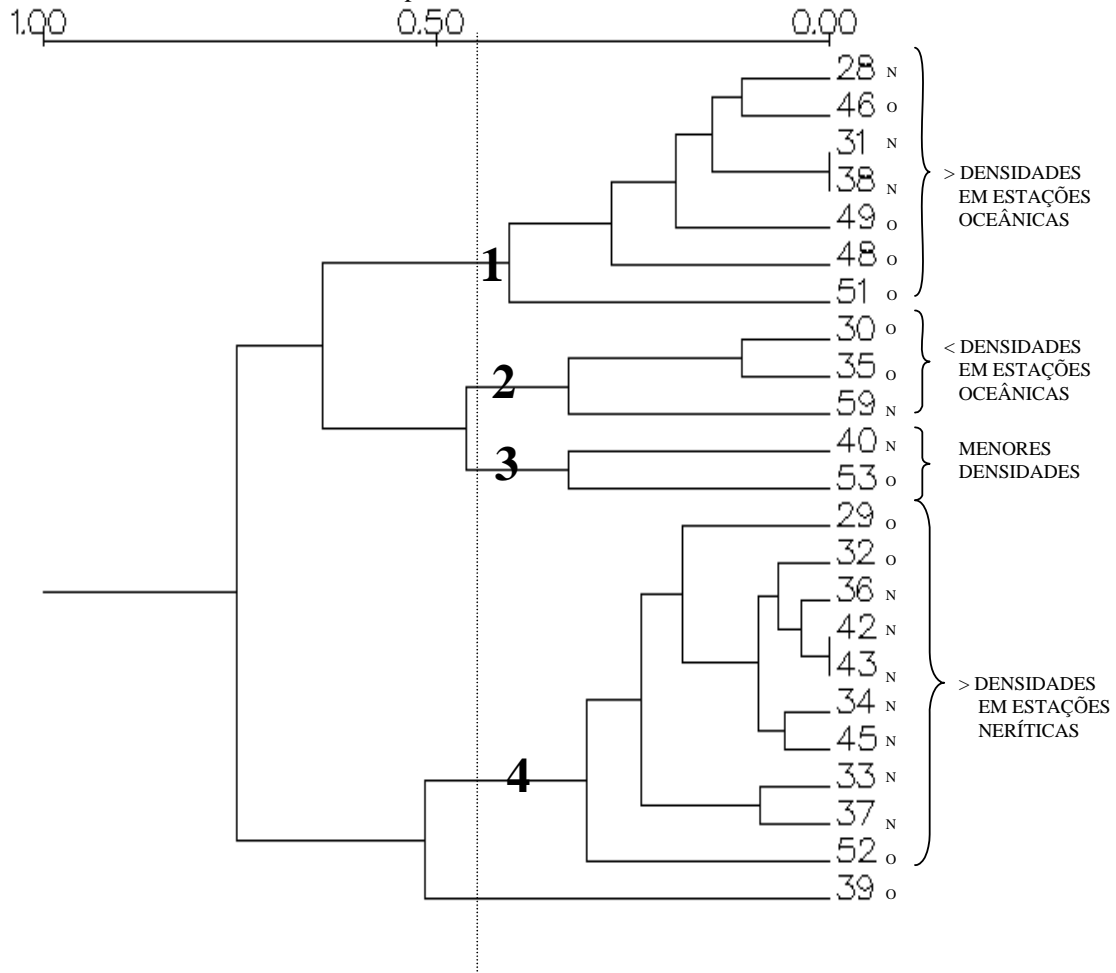 1.00 0.50 0.00
28 N
46 O
31 N
38 N
49 O
48 O
51 O
> DENSIDADES
EM ESTAÇÕES
OCEÂNICAS
1
30 O
35 O
59 N
< DENSIDADES
EM ESTAÇÕES
OCEÂNICAS
2
40 N
53 O
MENORES
DENSIDADES
3
29 O
32 O
36 N
42 N
43 N
34 N
45 N
33 N
37 N
52 O
> DENSIDADES
EM ESTAÇÕES
NERÍTICAS
4
39 O